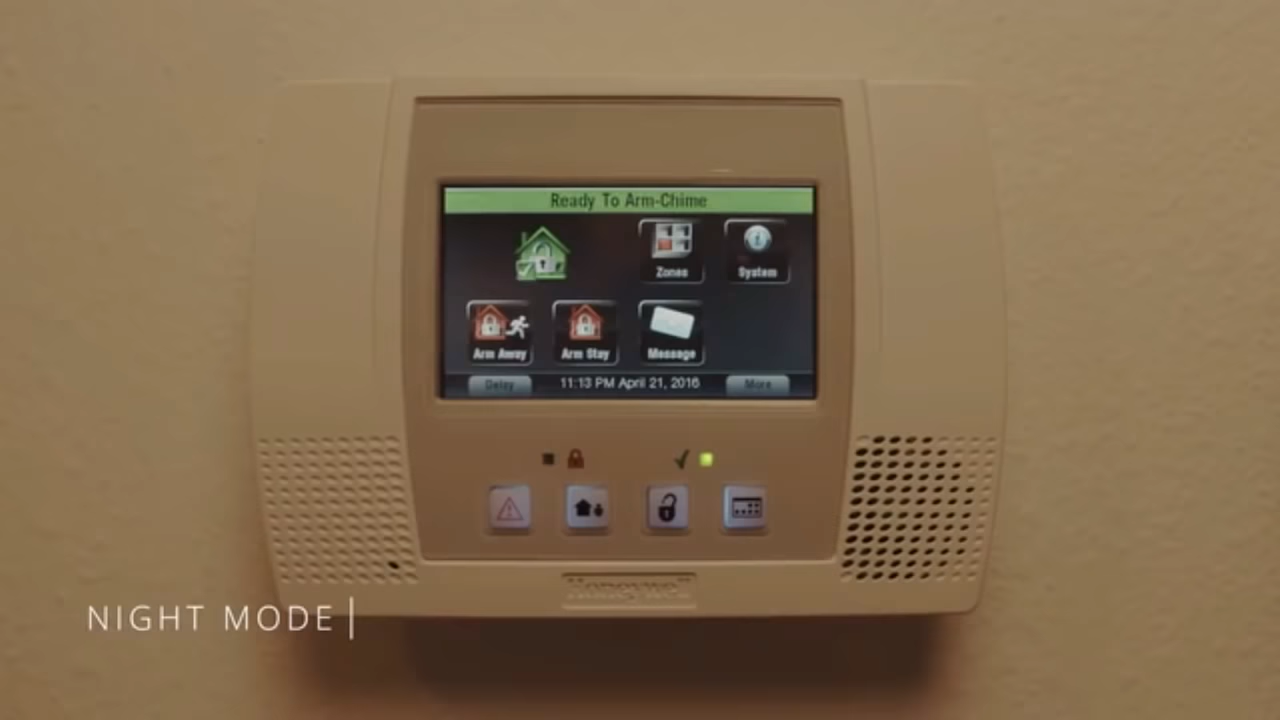 Ready To Arm-Chime
Zones
System
Arm Away
Arm Stay
Message
Delay
11:13 PM April 21, 2016
More
Honeywell
NIGHT MODE